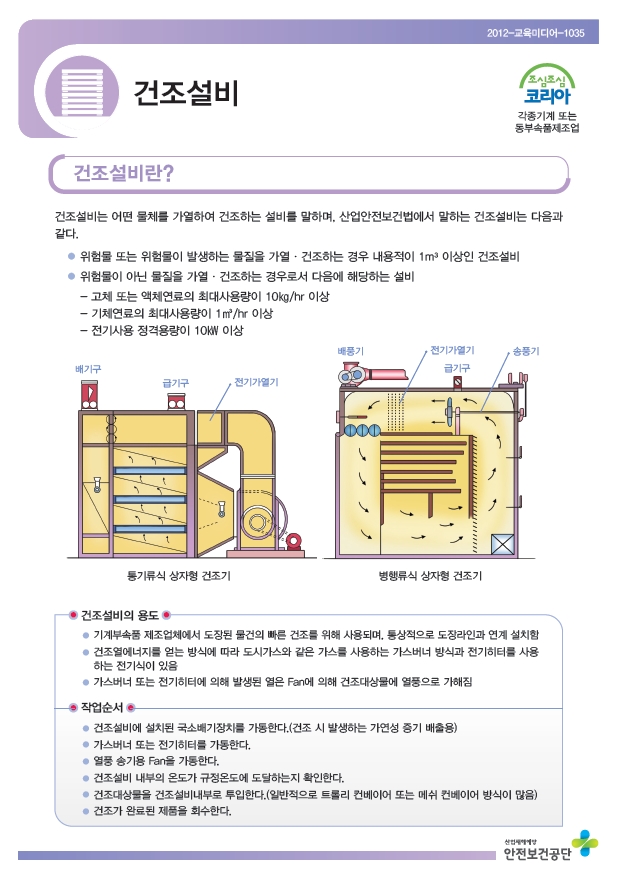 2012-교육미디어-1035
건조설비
조심조심
코리아
각종기계 또는
동부속품제조업
건조설비란?
건조설비는 어떤 물체를 가열하여 건조하는 설비를 말하며, 산업안전보건법에서 말하는 건조설비는 다음과
같다.
● 위험물 또는 위험물이 발생하는 물질을 가열 · 건조하는 경우 내용적이 1m³ 이상인 건조설비
● 위험물이 아닌 물질을 가열 · 건조하는 경우로서 다음에 해당하는 설비
- 고체 또는 액체연료의 최대사용량이 10kg/hr 이상
- 기체연료의 최대사용량이 1㎥/hr 이상
- 전기사용 정격용량이 10kW 이상
배기구
급기구
전기가열기
배풍기
전기가열기
급기구
송풍기
통기류식 상자형 건조기
병행류식 상자형 건조기
건조설비의 용도
● 기계부속품 제조업체에서 도장된 물건의 빠른 건조를 위해 사용되며, 통상적으로 도장라인과 연계 설치함
● 건조열에너지를 얻는 방식에 따라 도시가스와 같은 가스를 사용하는 가스버너 방식과 전기히터를 사용
하는 전기식이 있음
● 가스버너 또는 전기히터에 의해 발생된 열은 Fan에 의해 건조대상물에 열풍으로 가해짐
작업순서
● 건조설비에 설치된 국소배기장치를 가동한다.(건조 시 발생하는 가연성 증기 배출용)
● 가스버너 또는 전기히터를 가동한다.
● 열풍 송기용 Fan을 가동한다.
● 건조설비 내부의 온도가 규정온도에 도달하는지 확인한다.
● 건조대상물을 건조설비내부로 투입한다.(일반적으로 트롤리 컨베이어 또는 메쉬 컨베이어 방식이 많음)
● 건조가 완료된 제품을 회수한다.
산업재해예방
안전보건공단